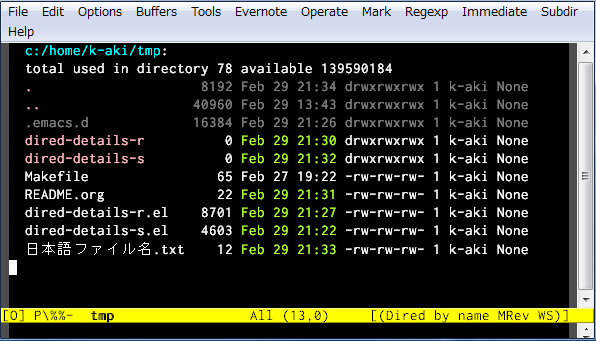 File Edit Options Buffers Tools Evernote Operate Mark Regexp Immediate Subdir
Help
c:/home/k-aki/tmp:
total used in directory 78 available 139590184
. 8192 Feb 29 21:34 drwxrwxrwx 1 k-aki None
.. 40960 Feb 29 13:43 drwxrwxrwx 1 k-aki None
.emacs.d 16384 Feb 29 21:26 drwxrwxrwx 1 k-aki None
dired-details-r 0 Feb 29 21:30 drwxrwxrwx 1 k-aki None
dired-details-s 0 Feb 29 21:32 drwxrwxrwx 1 k-aki None
Makefile 65 Feb 27 19:22 -rw-rw-rw- 1 k-aki None
README.org 22 Feb 29 21:31 -rw-rw-rw- 1 k-aki None
dired-details-r.el 8701 Feb 29 21:27 -rw-rw-rw- 1 k-aki None
dired-details-s.el 4603 Feb 29 21:22 -rw-rw-rw- 1 k-aki None
日本語ファイル名.txt 12 Feb 29 21:33 -rw-rw-rw- 1 k-aki None
[O] P\%%- tmp All (13,0) [(Dired by name MRev WS)]